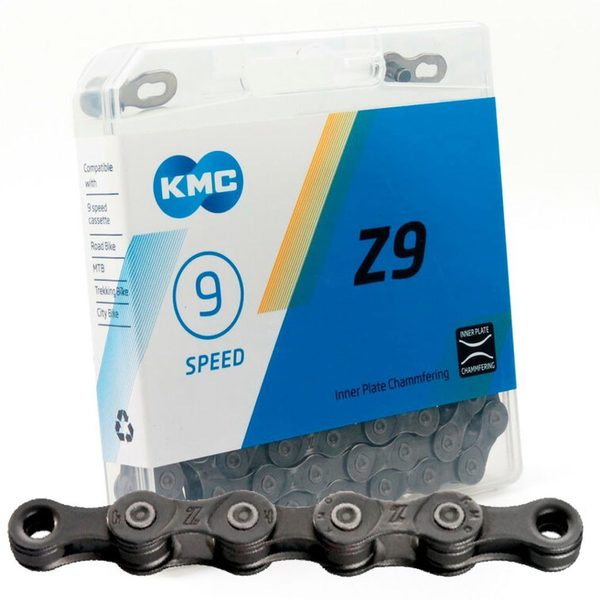 Compatible
with
9 speed
cassette
Road Bike
MTB
Trekking Bike
City Bike
KMC
9
SPEED
Z9
INNER PLATE
CHAMMFERING
Inner Plate Chammfering
Z
Z